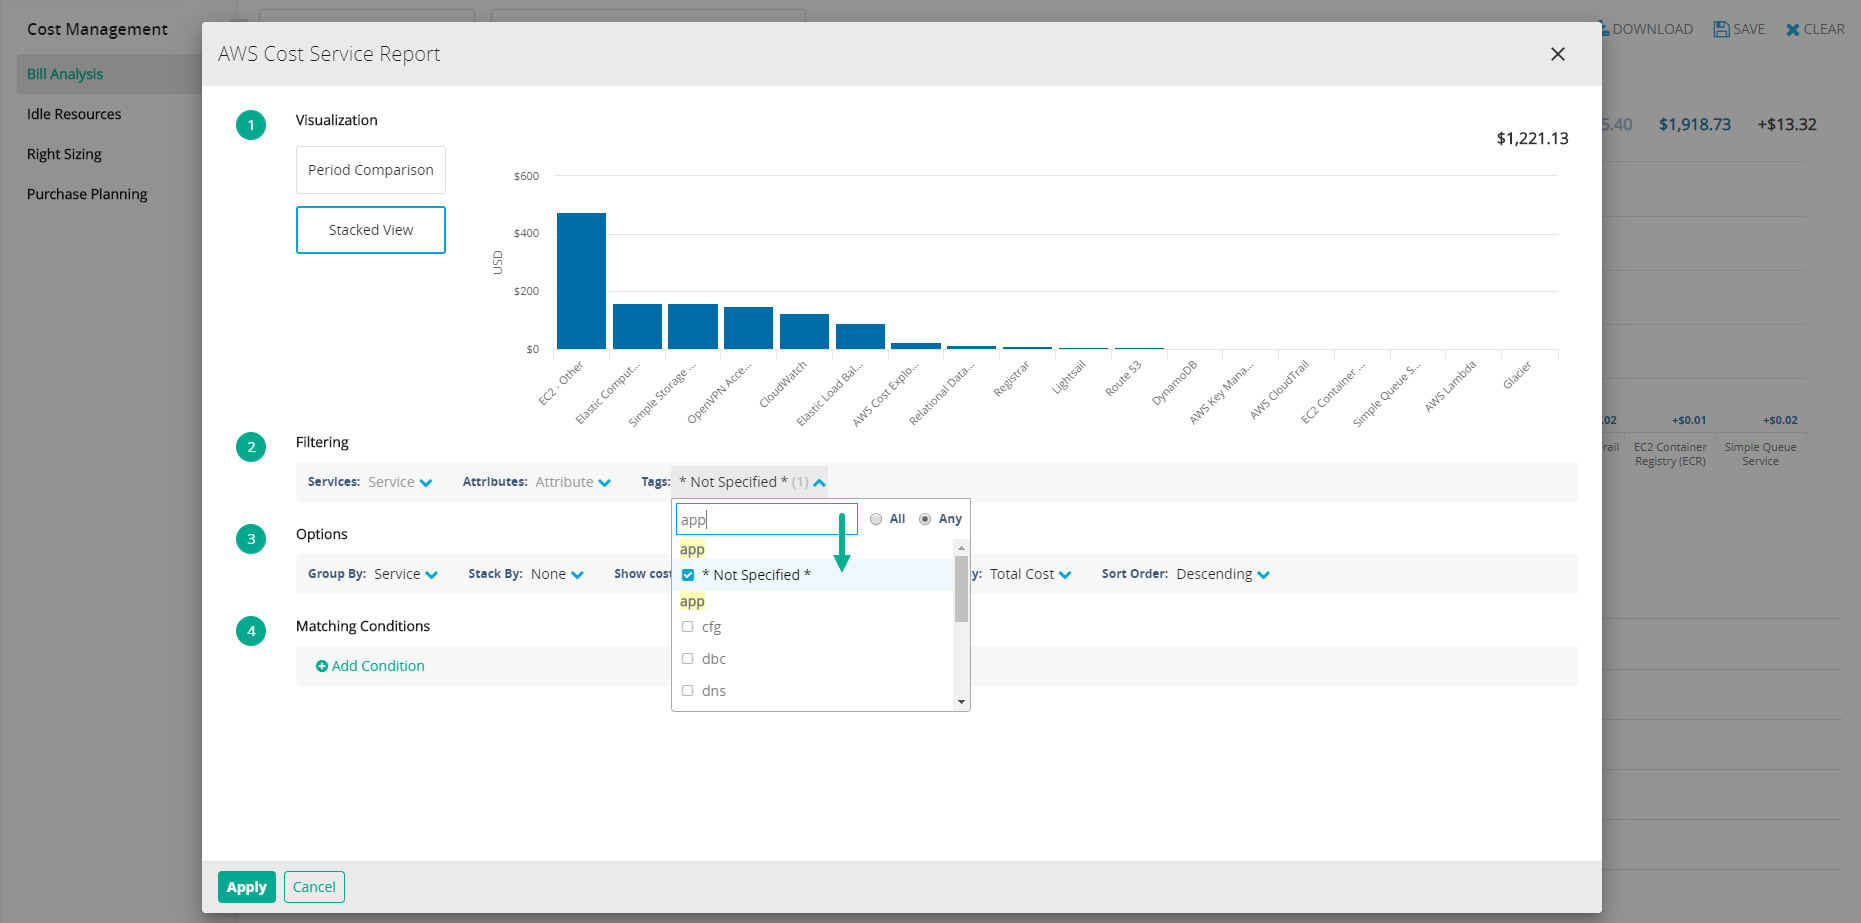 Cost Management
Bill Analysis
Idle Resources
Right Sizing
Purchase Planning
DOWNLOAD
SAVE
CLEAR
5.40
$1,918.73
+$13.32
AWS Cost Service Report
1
Visualization
Period Comparison
Stacked View
$1,221.13
$600
$400
$200
$0
USD
EC2 - Other
Elastic Comput...
Simple Storage ...
OpenVPN Acce...
CloudWatch
Elastic Load Bal...
AWS Cost Explo...
Relational Data...
Registrar
Lightsail
Route 53
DynamoDB
AWS Key Mana...
AWS CloudTrail
EC2 Container ...
Simple Queue S...
AWS Lambda
Glacier
.02
+$0.01
+$0.02
rail
EC2 Container
Registry (ECR)
Simple Queue
Service
2
Filtering
Services: Service
Attributes: Attribute
Tags: * Not Specified * (1)
app
All
Any
app
* Not Specified *
app
cfg
dbc
dns
3
Options
Group By: Service
Stack By: None
Show cost
y: Total Cost
Sort Order: Descending
4
Matching Conditions
Add Condition
Apply
Cancel